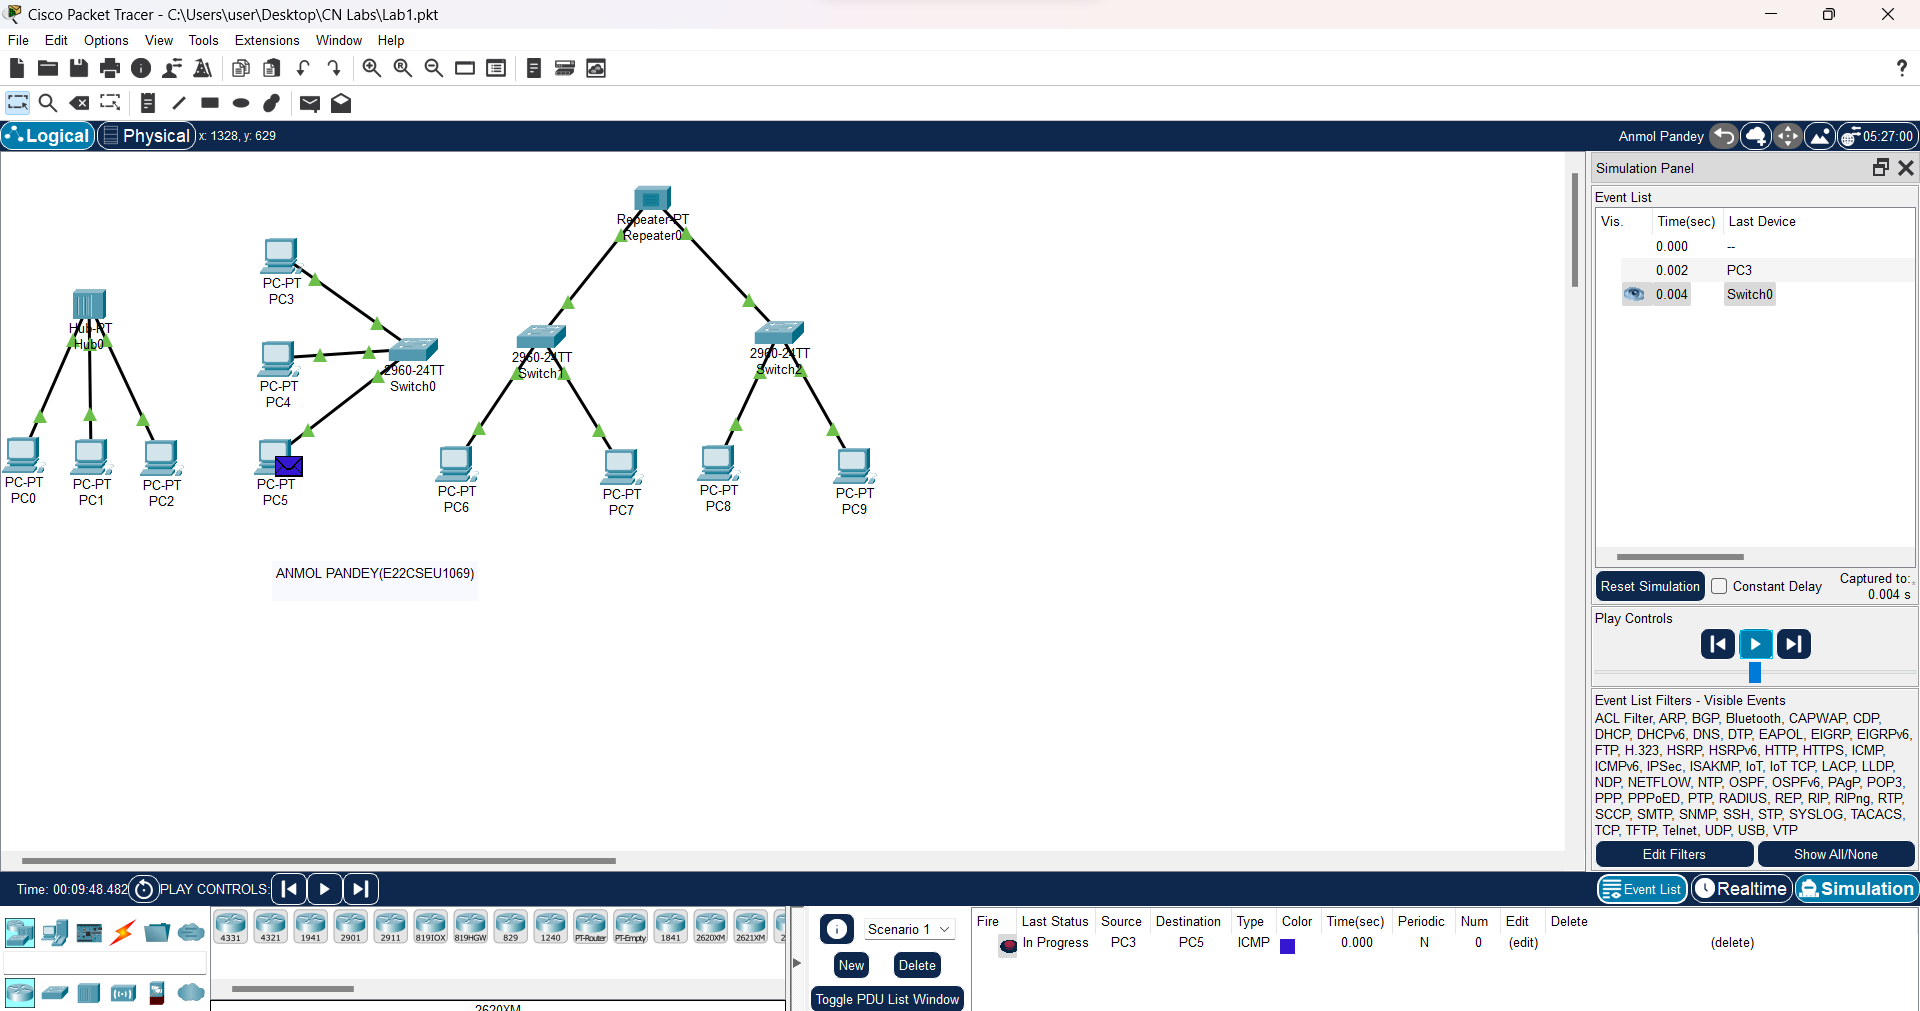 Cisco Packet Tracer - C:\Users\user\Desktop\CN Labs\Lab1.pkt
File Edit Options View Tools Extensions Window Help
Logical Physical x: 1328, y: 629 Anmol Pandey 05:27:00
Simulation Panel
Event List
Vis. Time(sec) Last Device
0.000 --
0.002 PC3
0.004 Switch0
Repeater-PT
Repeater0
PC-PT
PC3
Hub-PT
Hub0
2960-24TT
Switch0
PC-PT
PC4
2960-24TT
Switch1
2960-24TT
Switch2
PC-PT
PC0
PC-PT
PC1
PC-PT
PC2
PC-PT
PC5
PC-PT
PC6
PC-PT
PC7
PC-PT
PC8
PC-PT
PC9
ANMOL PANDEY(E22CSEU1069)
Reset Simulation Constant Delay Captured to:
0.004 s
Play Controls
Event List Filters - Visible Events
ACL Filter, ARP, BGP, Bluetooth, CAPWAP, CDP,
DHCP, DHCPv6, DNS, DTP, EAPOL, EIGRP, EIGRPv6,
FTP, H.323, HSRP, HSRPv6, HTTP, HTTPS, ICMP,
ICMPv6, IPSec, ISAKMP, IoT, IoT TCP, LACP, LLDP,
NDP, NETFLOW, NTP, OSPF, OSPFv6, PAgP, POP3,
PPP, PPPoED, PTP, RADIUS, REP, RIP, RIPng, RTP,
SCCP, SMTP, SNMP, SSH, STP, SYSLOG, TACACS,
TCP, TFTP, Telnet, UDP, USB, VTP
Edit Filters Show All/None
Time: 00:09:48.482 PLAY CONTROLS: Event List Realtime Simulation
4331 4321 1941 2901 2911 819IOX 819HGW 829 1240 PT-Router PT-Empty 1841 2620XM 2621XM 2
2620XM
Scenario 1
New Delete
Toggle PDU List Window
Fire Last Status Source Destination Type Color Time(sec) Periodic Num Edit Delete
In Progress PC3 PC5 ICMP 0.000 N 0 (edit) (delete)